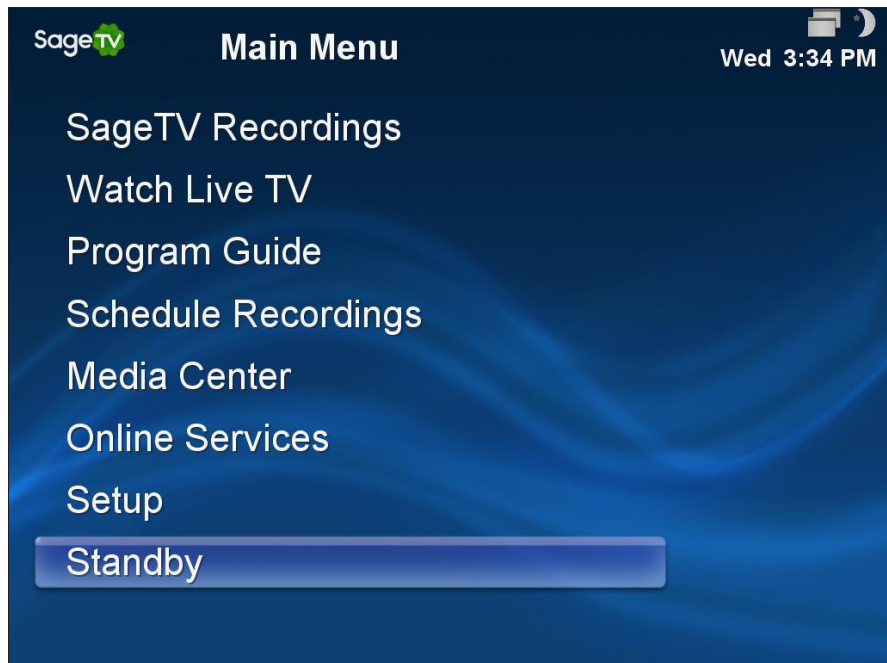 SageTV
Main Menu
Wed 3:34 PM
SageTV Recordings
Watch Live TV
Program Guide
Schedule Recordings
Media Center
Online Services
Setup
Standby